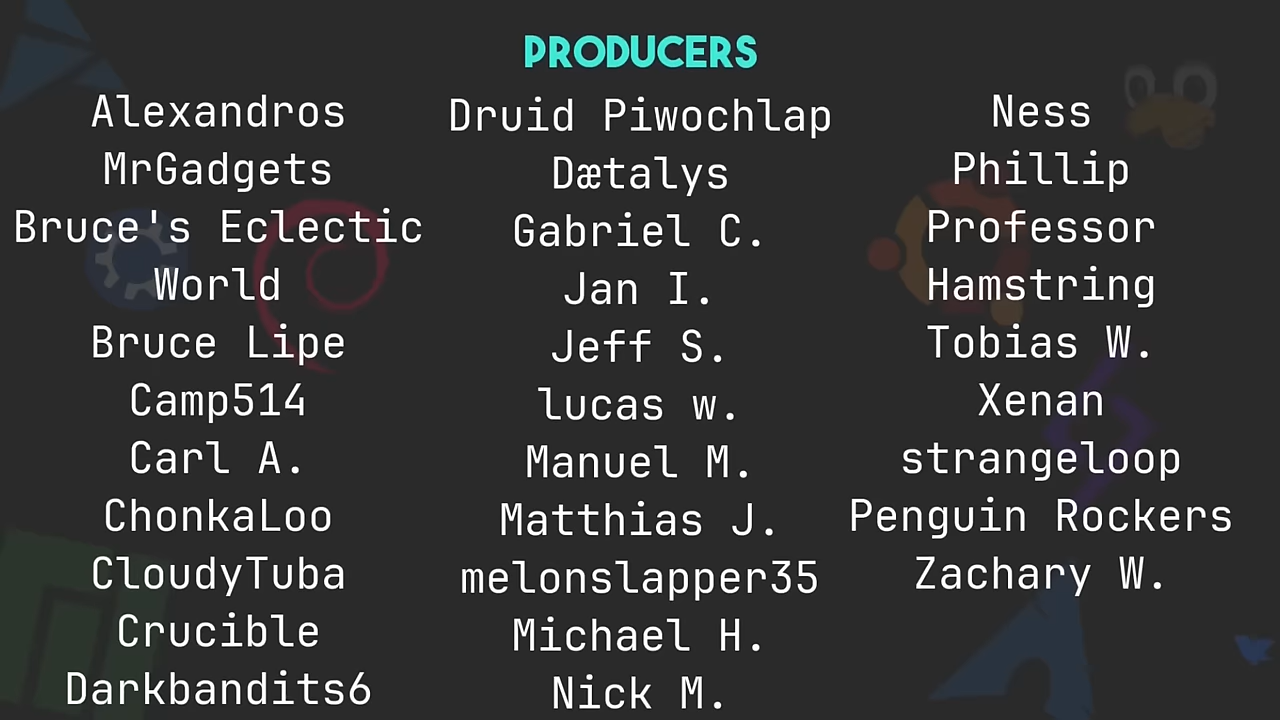 PRODUCERS
Alexandros
MrGadgets
Bruce's Eclectic
World
Bruce Lipe
Camp514
Carl A.
ChonkaLoo
CloudyTuba
Crucible
Darkbandits6
Druid Piwochlap
Dætalys
Gabriel C.
Jan I.
Jeff S.
lucas w.
Manuel M.
Matthias J.
melonslapper35
Michael H.
Nick M.
Ness
Phillip
Professor
Hamstring
Tobias W.
Xenan
strangeloop
Penguin Rockers
Zachary W.